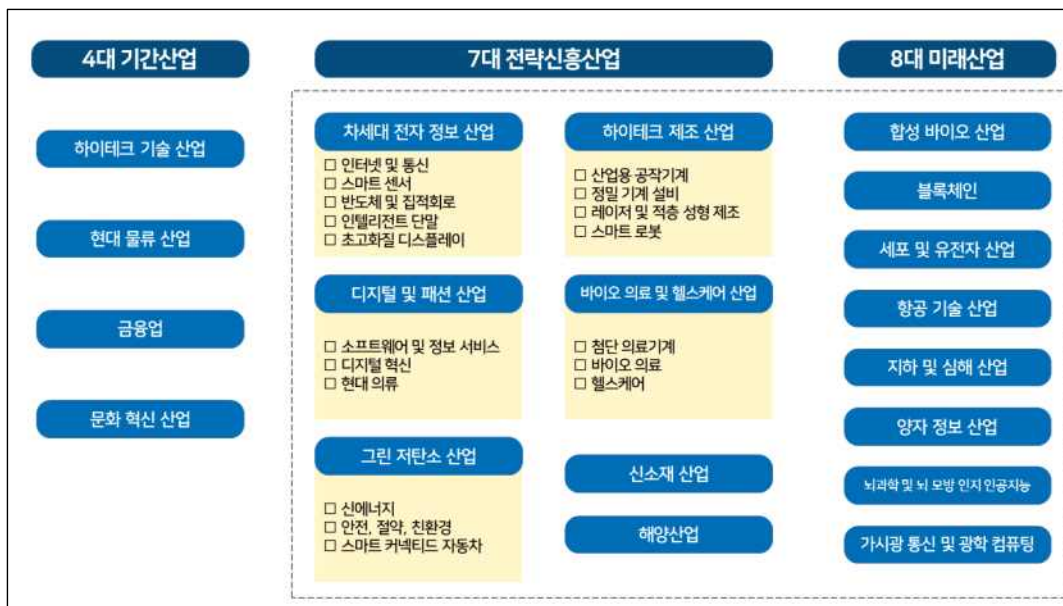 4대 기간산업
하이테크 기술 산업
현대 물류 산업
금융업
문화 혁신 산업
7대 전략신흥산업
차세대 전자 정보 산업
□ 인터넷 및 통신
□ 스마트 센서
□ 반도체 및 집적회로
□ 인텔리전트 단말
□ 초고화질 디스플레이
하이테크 제조 산업
□ 산업용 공작기계
□ 정밀 기계 설비
□ 레이저 및 적층 성형 제조
□ 스마트 로봇
디지털 및 패션 산업
□ 소프트웨어 및 정보 서비스
□ 디지털 혁신
□ 현대 의류
바이오 의료 및 헬스케어 산업
□ 첨단 의료기계
□ 바이오 의료
□ 헬스케어
그린 저탄소 산업
□ 신에너지
□ 안전, 절약, 친환경
□ 스마트 커넥티드 자동차
신소재 산업
해양산업
8대 미래산업
합성 바이오 산업
블록체인
세포 및 유전자 산업
항공 기술 산업
지하 및 심해 산업
양자 정보 산업
뇌과학 및 뇌 모방 인지 인공지능
가시광 통신 및 광학 컴퓨팅